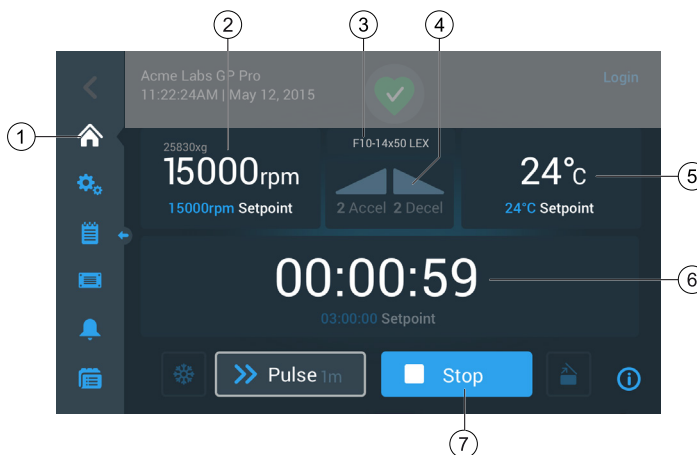 2
3
4
Acme Labs GP Pro
11:22:24AM | May 12, 2015
Login
1
25830xg
15000rpm
15000rpm Setpoint
F10-14x50 LEX
2 Accel 2 Decel
24°c
24°C Setpoint
5
00:00:59
03:00:00 Setpoint
6
Pulse 1m
Stop
7